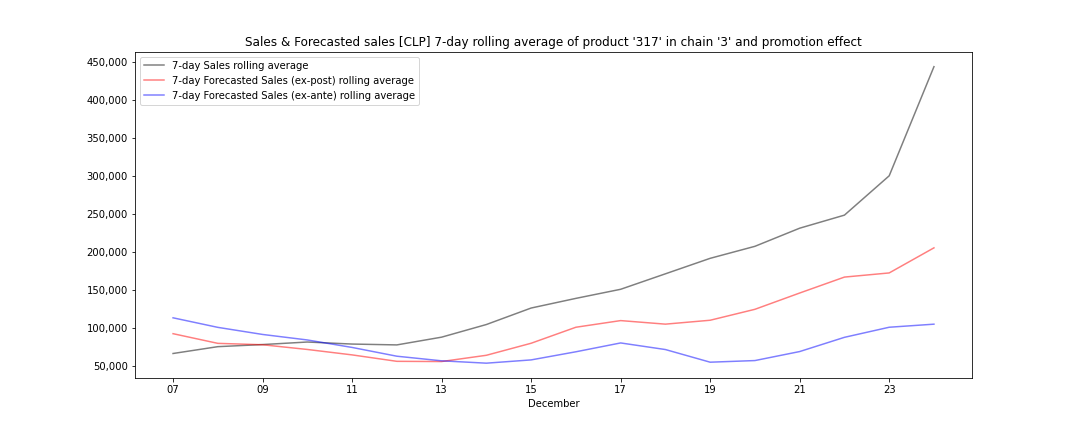 Sales & Forecasted sales [CLP] 7-day rolling average of product '317' in chain '3' and promotion effect
7-day Sales rolling average
7-day Forecasted Sales (ex-post) rolling average
7-day Forecasted Sales (ex-ante) rolling average
450,000
400,000
350,000
300,000
250,000
200,000
150,000
100,000
50,000
07 09 11 13 15 17 19 21 23
December